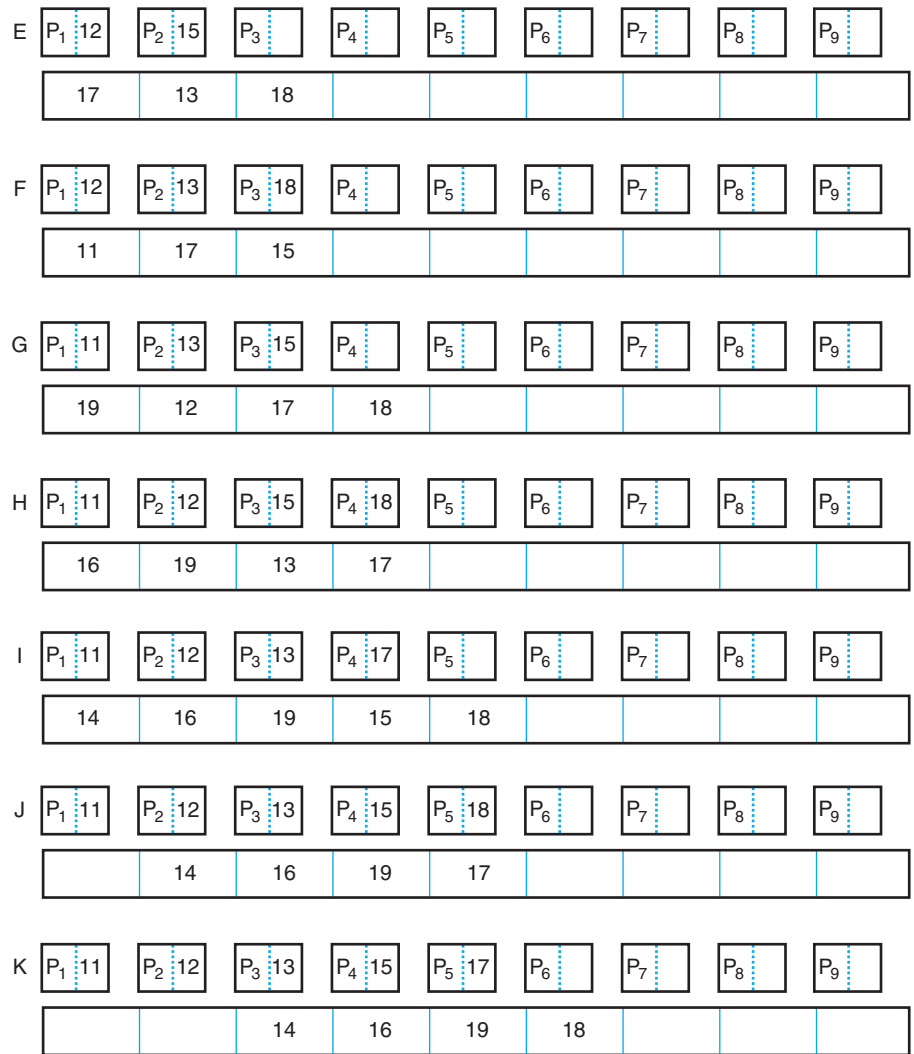 E P1 12 P2 15 P3 P4 P5 P6 P7 P8 P9
17 13 18
F P1 12 P2 13 P3 18 P4 P5 P6 P7 P8 P9
11 17 15
G P1 11 P2 13 P3 15 P4 P5 P6 P7 P8 P9
19 12 17 18
H P1 11 P2 12 P3 15 P4 18 P5 P6 P7 P8 P9
16 19 13 17
I P1 11 P2 12 P3 13 P4 17 P5 P6 P7 P8 P9
14 16 19 15 18
J P1 11 P2 12 P3 13 P4 15 P5 18 P6 P7 P8 P9
14 16 19 17
K P1 11 P2 12 P3 13 P4 15 P5 17 P6 P7 P8 P9
14 16 19 18